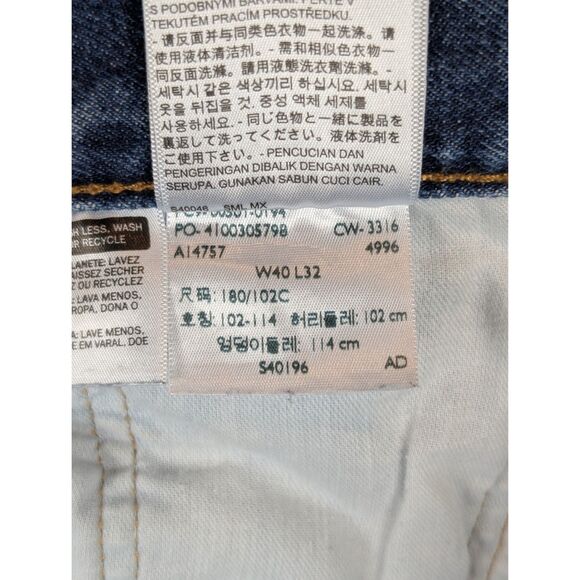 S PODOBNÝMI BARVAMI. PERTE V
TEKUTÉM PRACÍM PROSTŘEDKU.
- 请反面并与同类色衣物一起洗涤。请
使用液体清洁剂。- 需和相似色衣物一
同反面洗滌。請用液態洗衣劑洗滌。-
세탁시 같은 색상끼리 하십시요. 세탁시
옷을 뒤집을 것. 중성 액체 세제를
사용하세요. - 同じ色物と一緒に製品を
裏返して洗ってください。液体洗剤をご
使用ください。- PENCUCIAN DAN
PENGERINGAN DIBALIK DENGAN WARNA
SERUPA. GUNAKAN SABUN CUCI CAIR.
S40046 SML MX
PC9-00501-0194
PO-4100305798 CW-3316
A14757 4996
W40 L32
尺码: 180/102C
호칭: 102-114 허리둘레: 102 cm
엉덩이둘레: 114 cm
S40196 AD
H LESS, WASH
R RECYCLE
LANETE: LAVEZ
AISSEZ SECHER
Z OU RECYCLEZ
: LAVA MENOS,
ROPA, DONA O
A: LAVE MENOS,
E EM VARAL, DOE